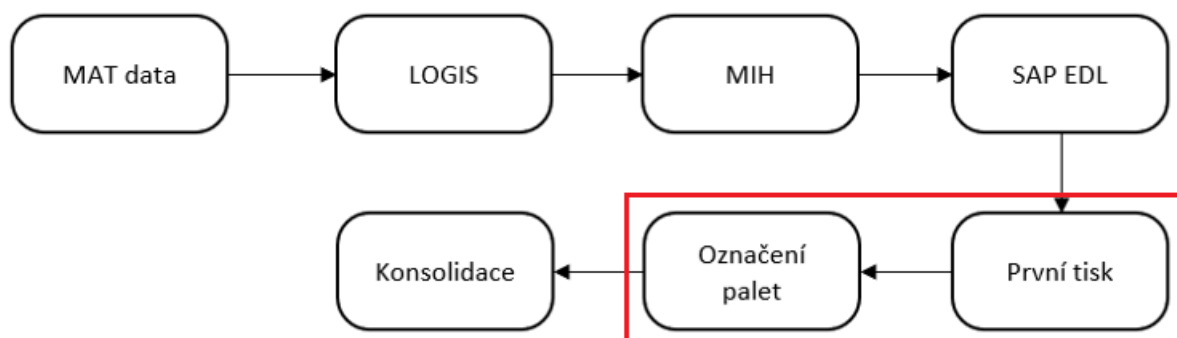 MAT data
LOGIS
MIH
SAP EDL
Konsolidace
Označení
palet
První tisk